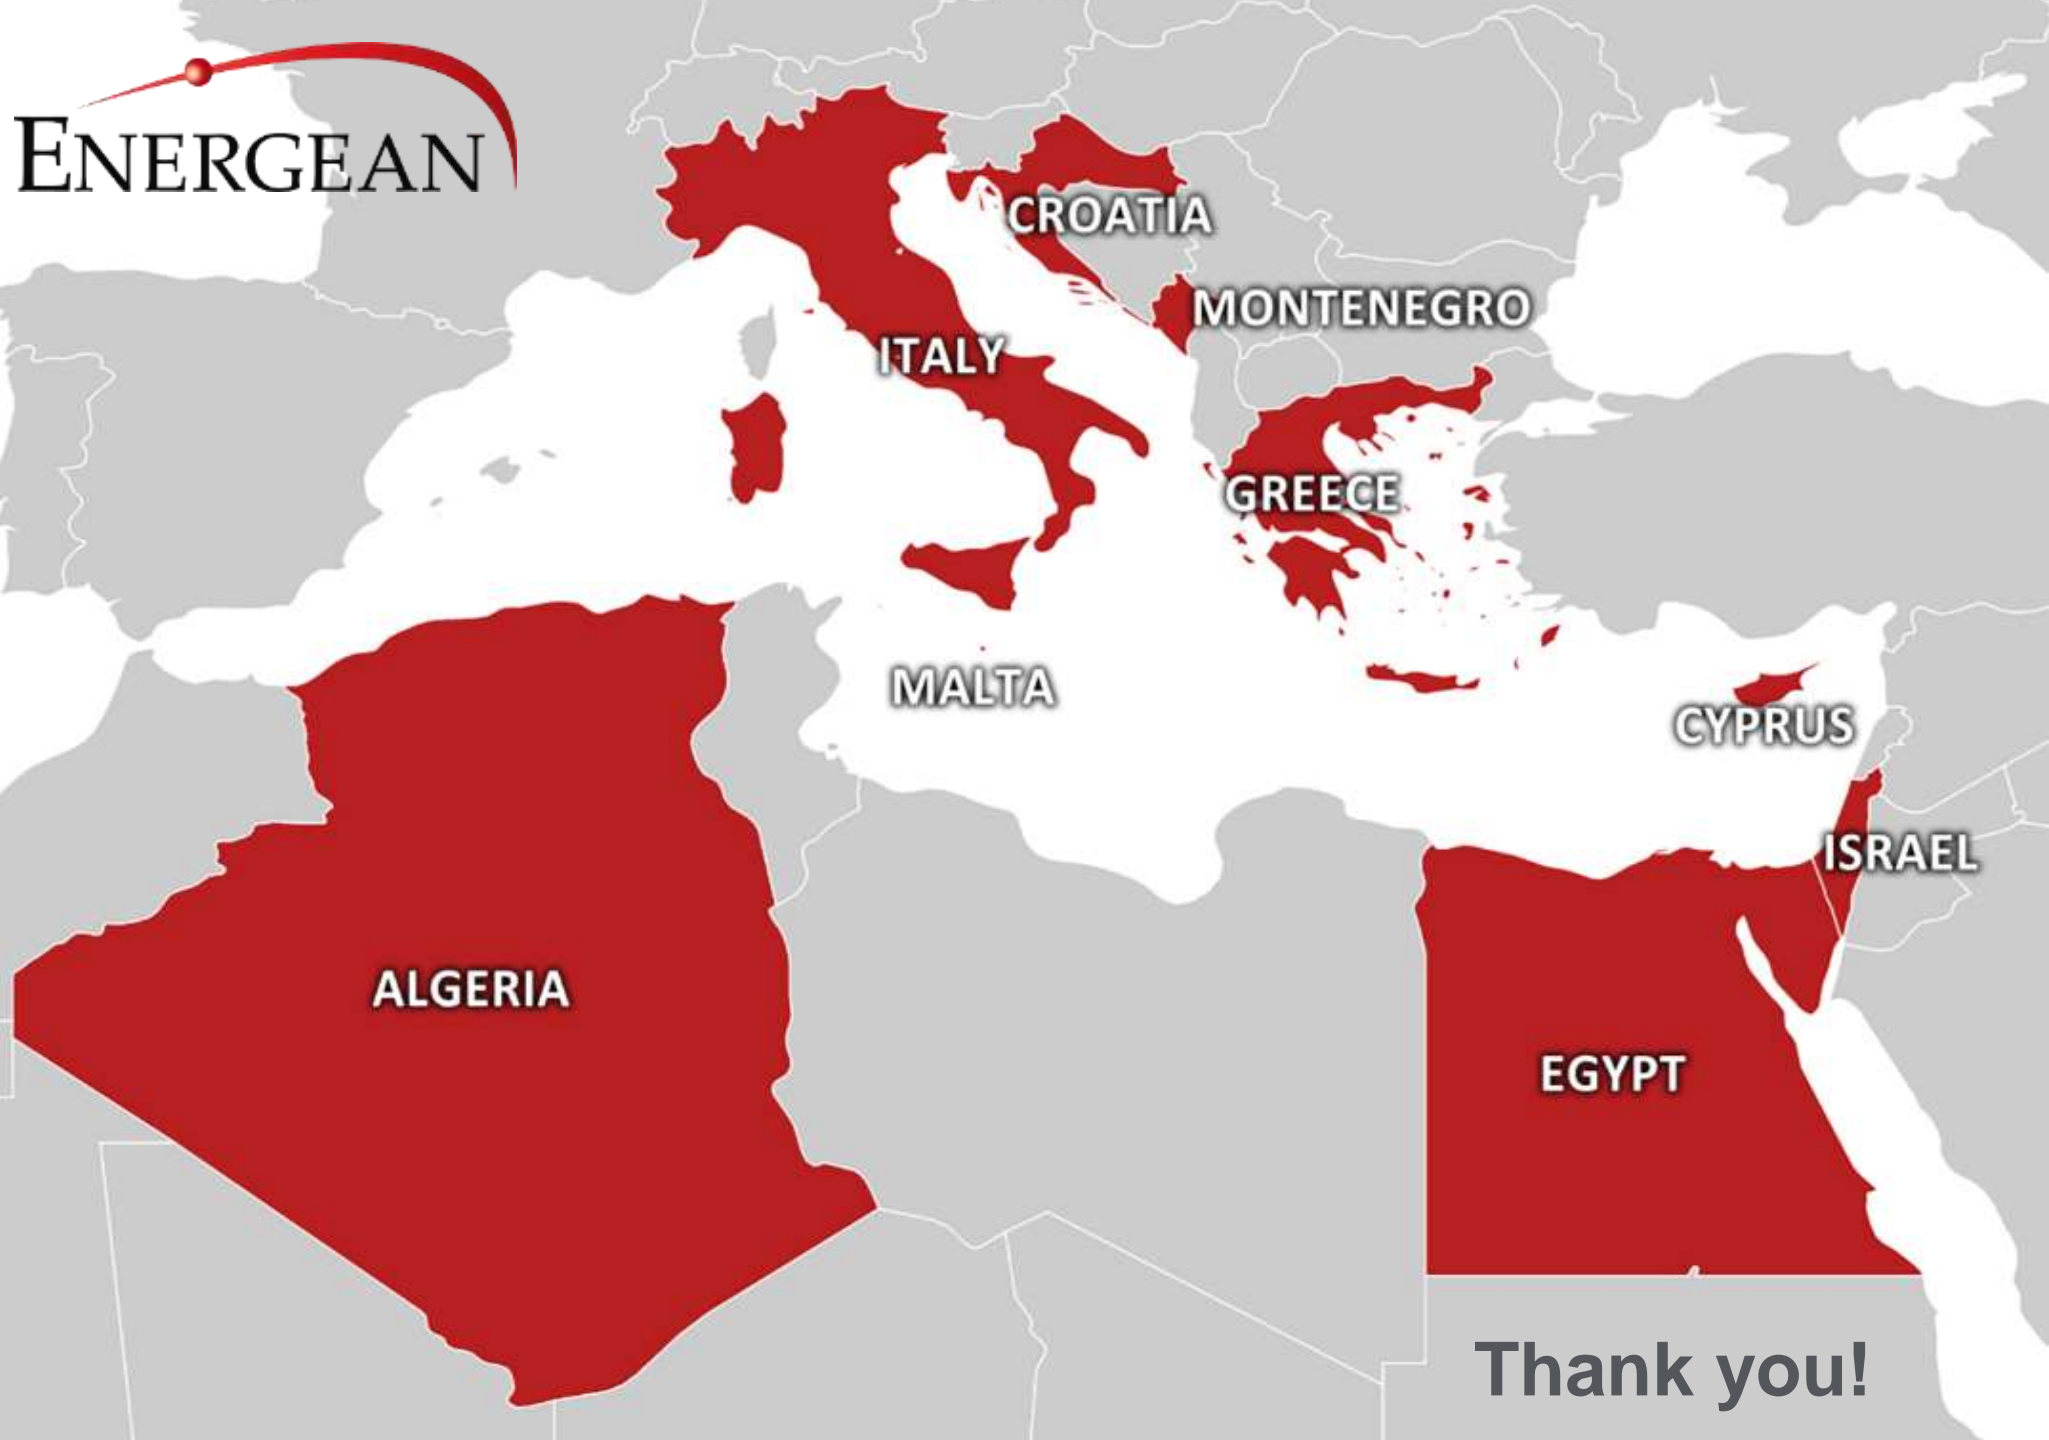 ENERGEAN
CROATIA
MONTENEGRO
ITALY
GREECE
MALTA
CYPRUS
ISRAEL
ALGERIA
EGYPT
Thank you!